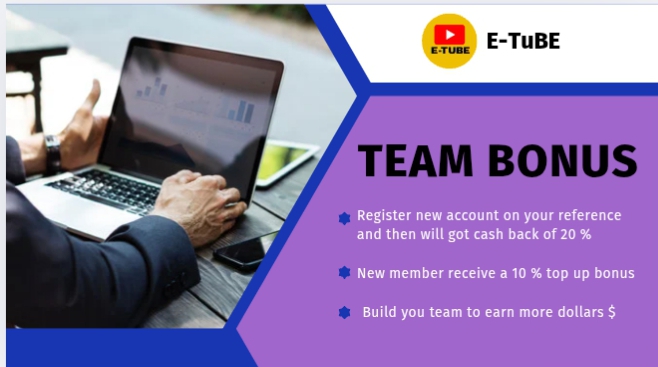 E-TUBE
E-TuBE
TEAM BONUS
Register new account on your reference
and then will got cash back of 20 %
New member receive a 10 % top up bonus
Build you team to earn more dollars $